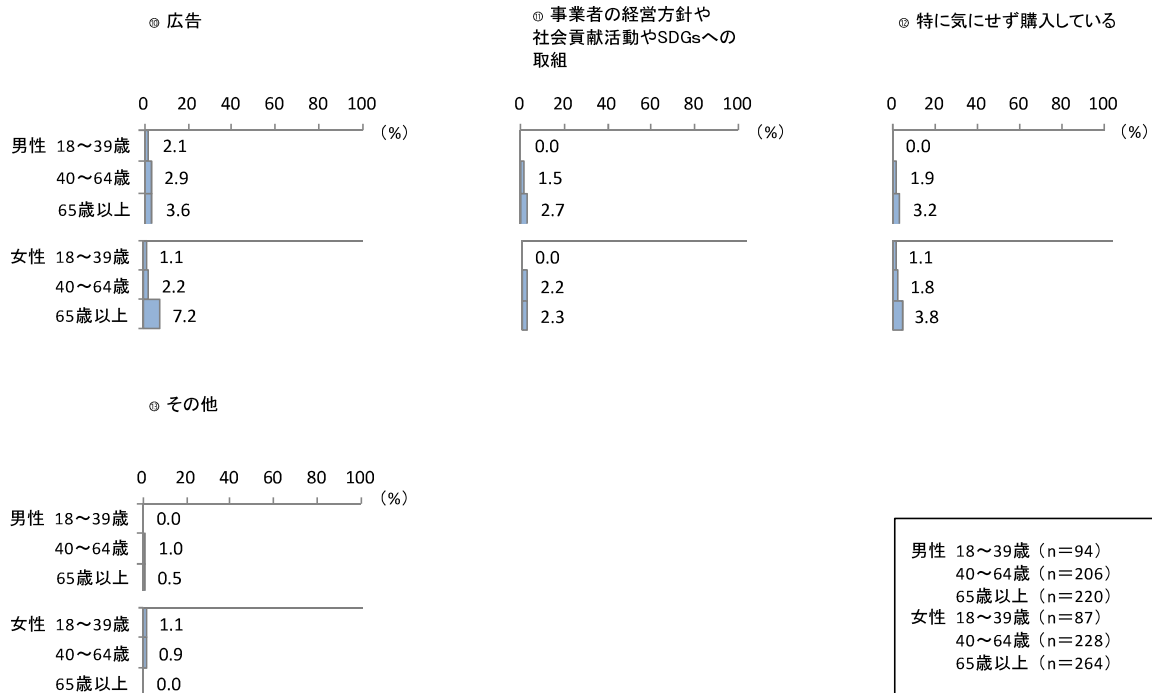 ⑩ 広告
0 20 40 60 80 100
(%)
男性 18～39歳 2.1
40～64歳 2.9
65歳以上 3.6
女性 18～39歳 1.1
40～64歳 2.2
65歳以上 7.2
⑪ 事業者の経営方針や
社会貢献活動やSDGsへの
取組
0 20 40 60 80 100
(%)
0.0
1.5
2.7
0.0
2.2
2.3
⑫ 特に気にせず購入している
0 20 40 60 80 100
(%)
0.0
1.9
3.2
1.1
1.8
3.8
⑬ その他
0 20 40 60 80 100
(%)
男性 18～39歳 0.0
40～64歳 1.0
65歳以上 0.5
女性 18～39歳 1.1
40～64歳 0.9
65歳以上 0.0
男性 18～39歳（n＝94）
40～64歳（n＝206）
65歳以上（n＝220）
女性 18～39歳（n＝87）
40～64歳（n＝228）
65歳以上（n＝264）